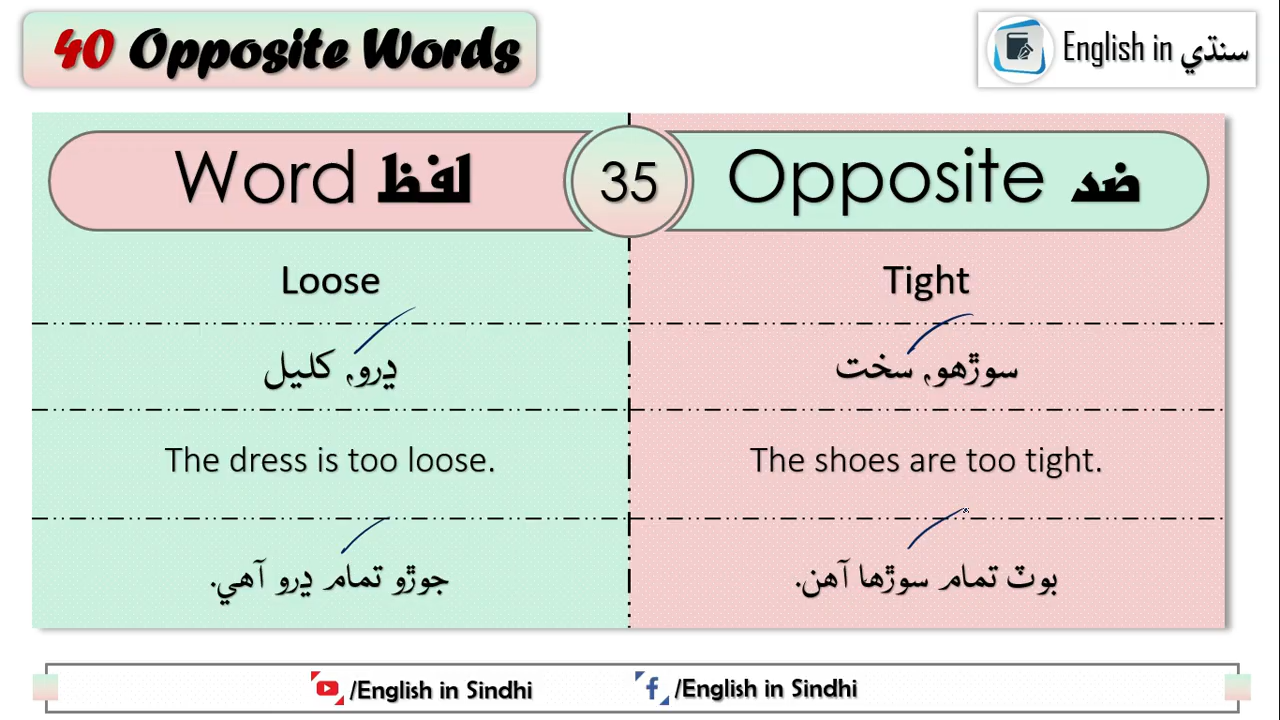 40 Opposite Words
English in سنڌي
Word لفظ
35
Opposite ضد
Loose
Tight
ڍرو، کليل
سوڙهو، سخت
The dress is too loose.
The shoes are too tight.
جوڙو تمام ڍرو آهي.
بوٽ تمام سوڙها آهن.
/English in Sindhi
/English in Sindhi